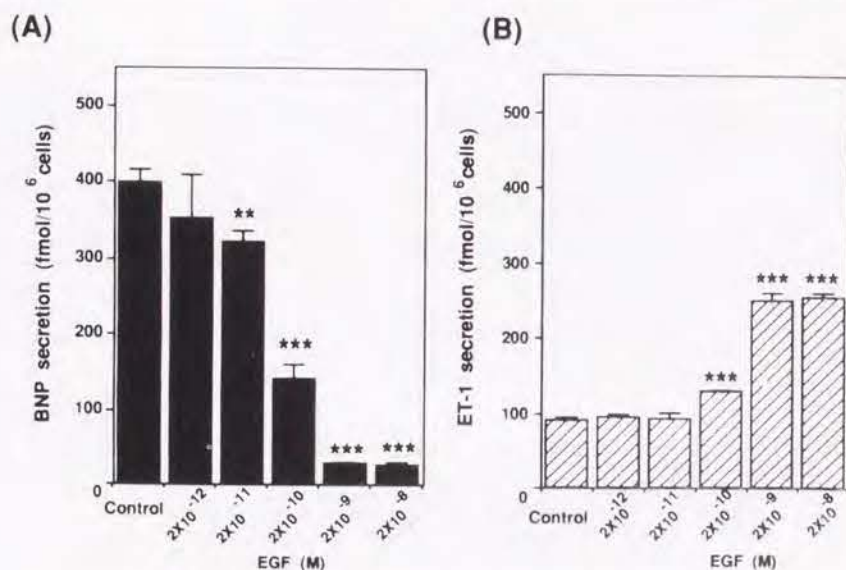 (A)
BNP secretion (fmol/10 6 cells)
500
400
300
200
100
0
**
***
***
***
Control
2X10 -12
2X10 -11
2X10 -10
2X10 -9
2X10 -8
EGF (M)
(B)
ET-1 secretion (fmol/10 6 cells)
500
400
300
200
100
0
***
***
***
Control
2X10 -12
2X10 -11
2X10 -10
2X10 -9
2X10 -8
EGF (M)